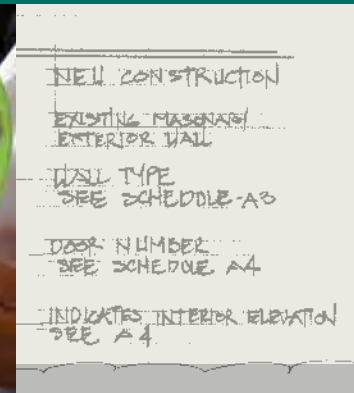 NEW CONSTRUCTION
EXISTING MASONARY
EXTERIOR WALL
WALL TYPE
SEE SCHEDULE-A3
DOOR NUMBER
SEE SCHEDULE A4
INDICATES INTERIOR ELEVATION
SEE A4